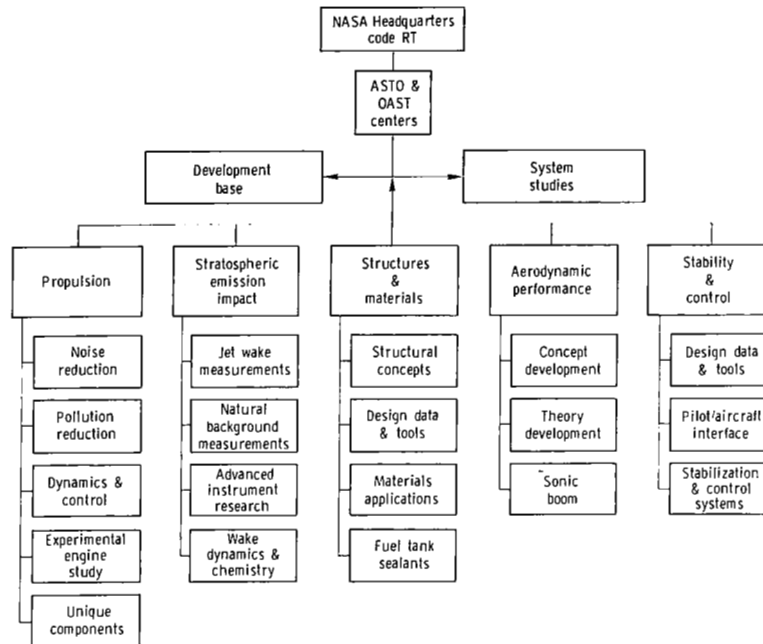 NASA Headquarters
code RT
ASTO &
OAST
centers
Development
base
System
studies
Propulsion
Stratospheric
emission
impact
Structures
&
materials
Aerodynamic
performance
Stability
&
control
Noise
reduction
Pollution
reduction
Dynamics &
control
Experimental
engine
study
Unique
components
Jet wake
measurements
Natural
background
measurements
Advanced
instrument
research
Wake
dynamics &
chemistry
Structural
concepts
Design
data & tools
Materials
applications
Fuel tank
sealants
Concept
development
Theory
development
Sonic
boom
Design data
& tools
Pilot/aircraft
interface
Stabilization
& control
systems